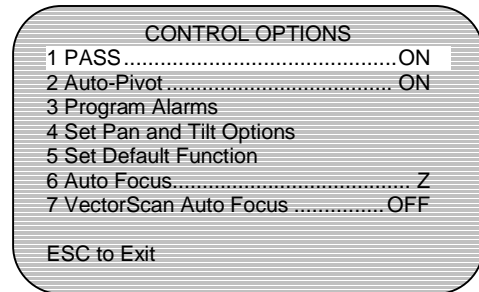 CONTROL OPTIONS
1 PASS..............................................ON
2 Auto-Pivot...................................... ON
3 Program Alarms
4 Set Pan and Tilt Options
5 Set Default Function
6 Auto Focus........................................ Z
7 VectorScan Auto Focus ...............OFF
ESC to Exit